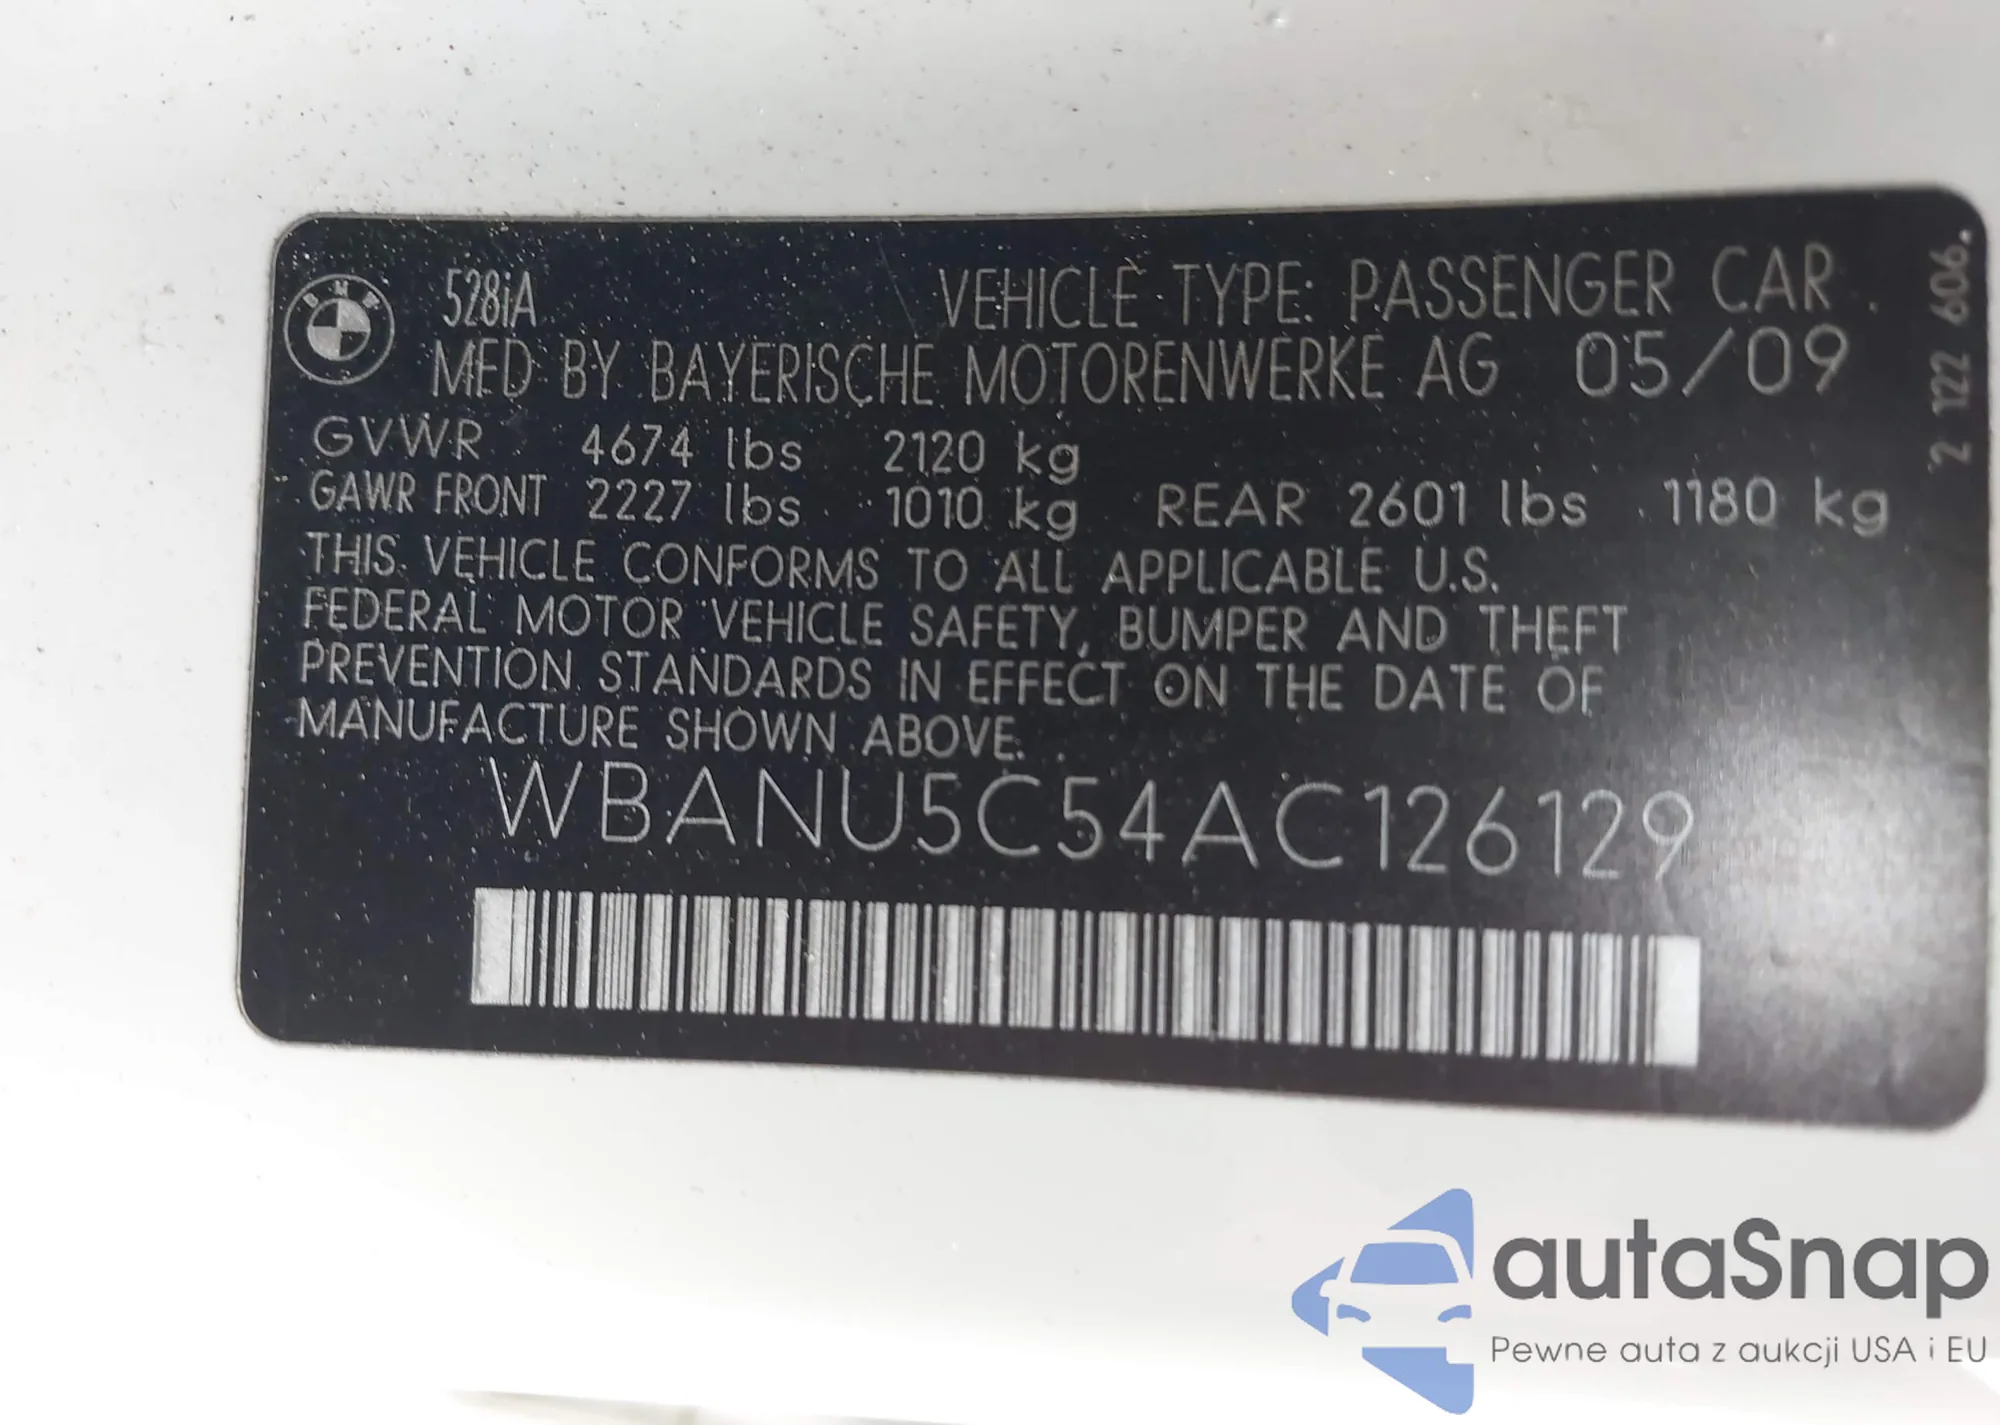 BMW
528iA VEHICLE TYPE: PASSENGER CAR
MFD BY BAYERISCHE MOTORENWERKE AG 05/09
GVWR 4674 lbs 2120 kg
GAWR FRONT 2227 lbs 1010 kg REAR 2601 lbs 1180 kg
THIS VEHICLE CONFORMS TO ALL APPLICABLE U.S.
FEDERAL MOTOR VEHICLE SAFETY, BUMPER AND THEFT
PREVENTION STANDARDS IN EFFECT ON THE DATE OF
MANUFACTURE SHOWN ABOVE.
WBANU5C54AC126129
2 122 606.
autaSnap
Pewne auta z aukcji USA i EU